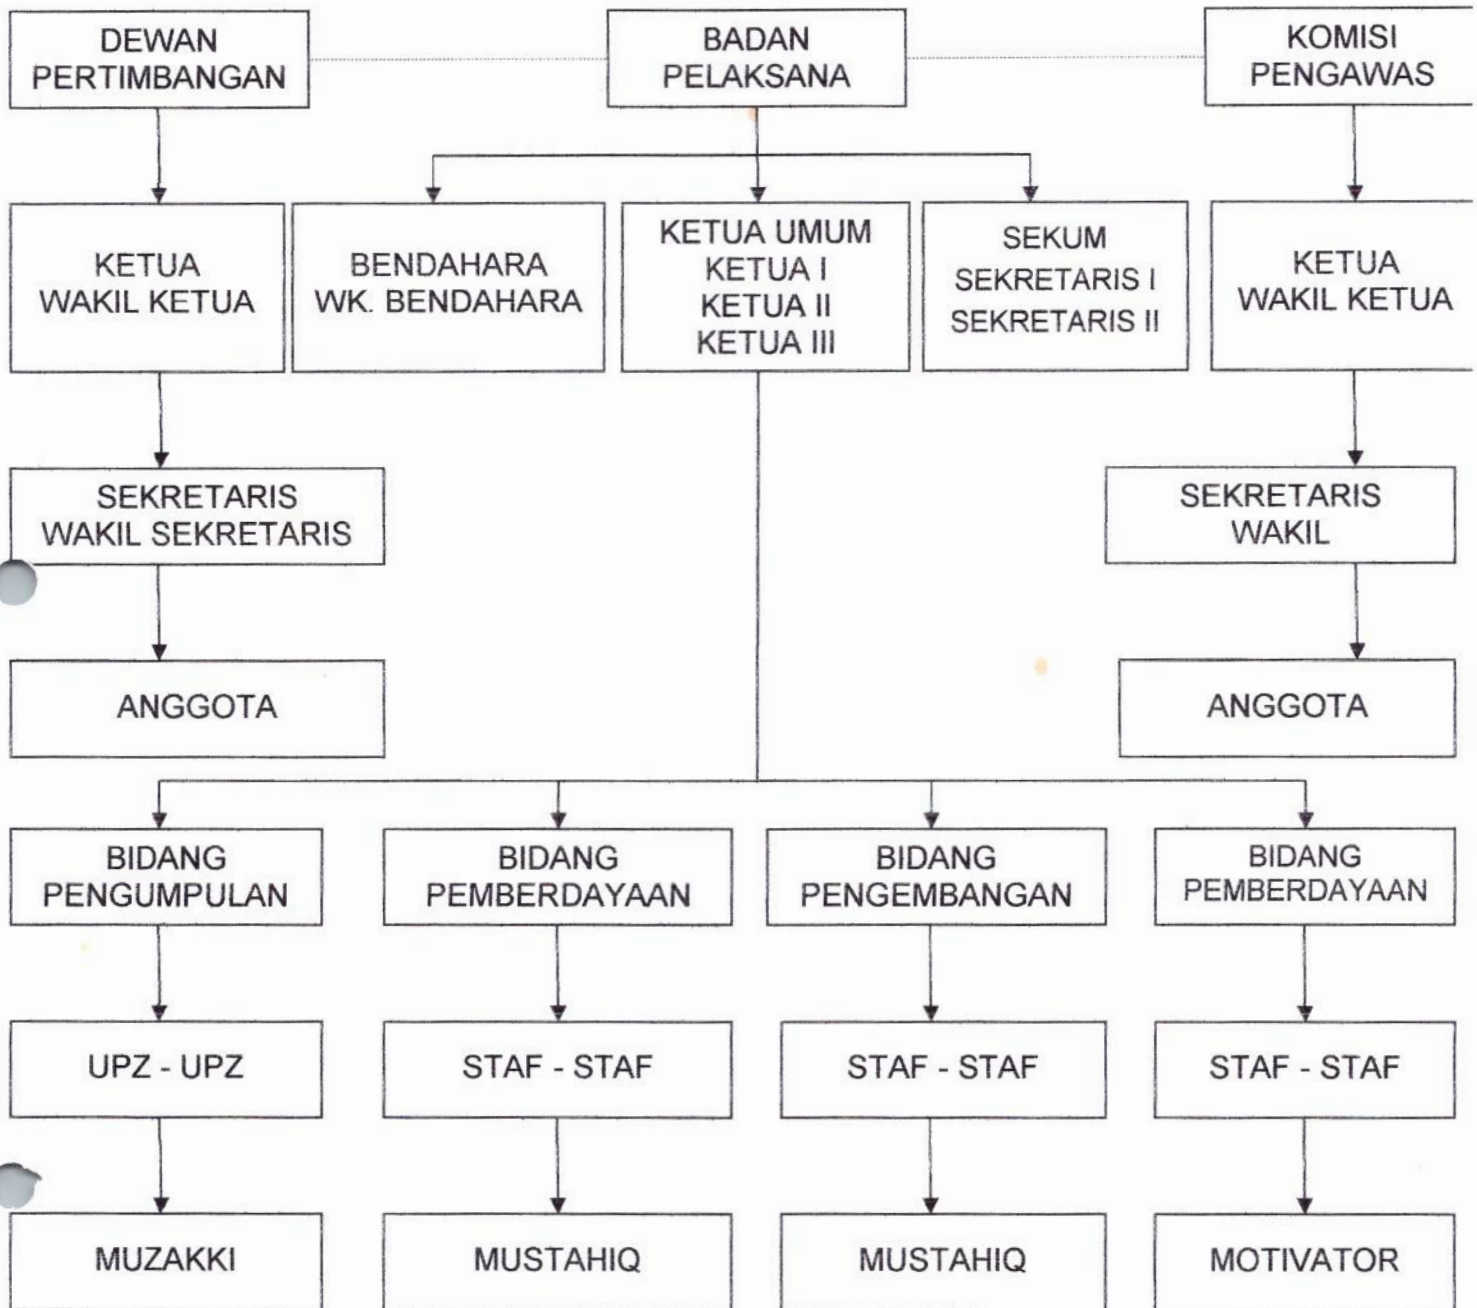 DEWAN
PERTIMBANGAN
BADAN
PELAKSANA
KOMISI
PENGAWAS
KETUA
WAKIL KETUA
BENDAHARA
WK. BENDAHARA
KETUA UMUM
KETUA I
KETUA II
KETUA III
SEKUM
SEKRETARIS I
SEKRETARIS II
KETUA
WAKIL KETUA
SEKRETARIS
WAKIL SEKRETARIS
SEKRETARIS
WAKIL
ANGGOTA
ANGGOTA
BIDANG
PENGUMPULAN
BIDANG
PEMBERDAYAAN
BIDANG
PENGEMBANGAN
BIDANG
PEMBERDAYAAN
UPZ - UPZ
STAF - STAF
STAF - STAF
STAF - STAF
MUZAKKI
MUSTAHIQ
MUSTAHIQ
MOTIVATOR